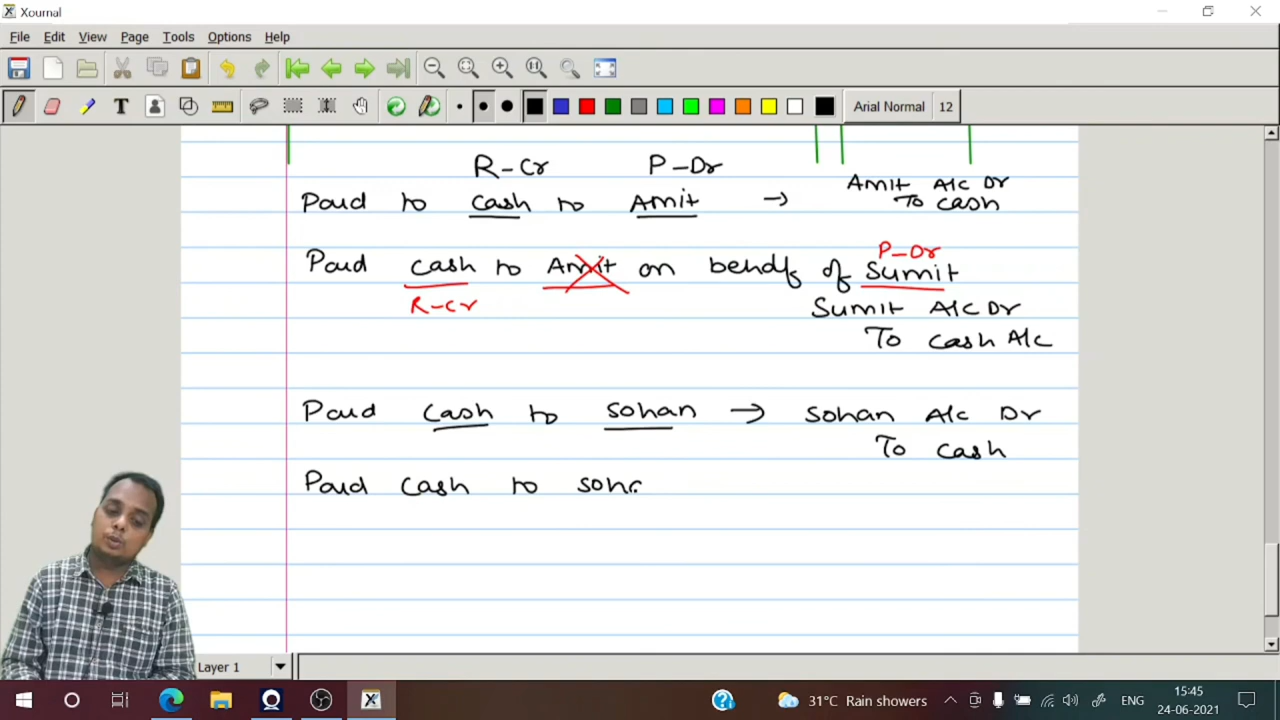 Xournal
File Edit View Page Tools Options Help
Arial Normal 12
R-Cr P-Dr
Paid to cash to Amit → Amit A/c Dr
To cash
P-Dr
Paid cash to Amit on behalf of Sumit
R-cr Sumit A/c Dr
To cash A/c
Paid cash to sohan → sohan A/c Dr
To cash
Paid cash to soha
Layer 1
31°C Rain showers ENG 15:45
24-06-2021